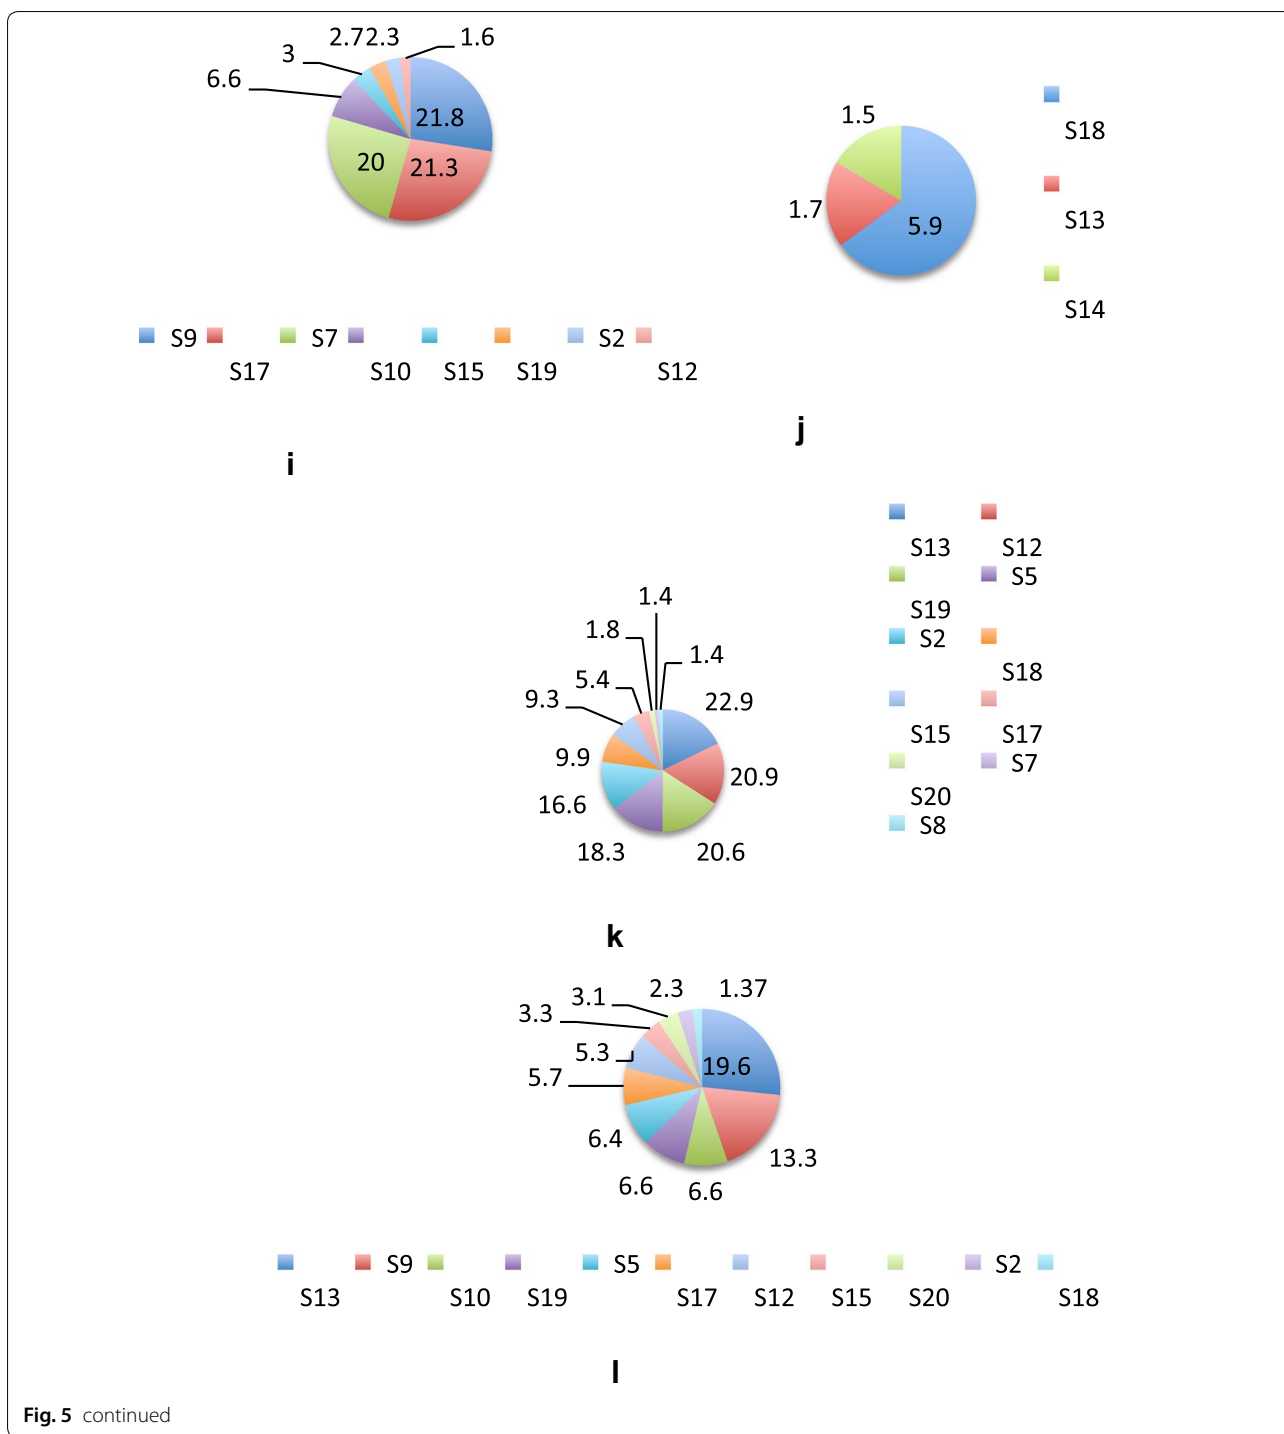 2.7 2.3 1.6
3
6.6
21.8
20 21.3
S9 S7 S2
S17 S10 S15 S19 S12
i
1.5
1.7
5.9
S18
S13
S14
j
1.4
1.8
1.4
5.4
9.3
22.9
9.9
20.9
16.6
18.3 20.6
S13 S12
S5
S19
S2
S18
S15 S17
S7
S20
S8
k
2.3 1.37
3.1
3.3
5.3
19.6
5.7
6.4
13.3
6.6 6.6
S9 S5 S2
S13 S10 S19 S17 S12 S15 S20 S18
l
Fig. 5 continued